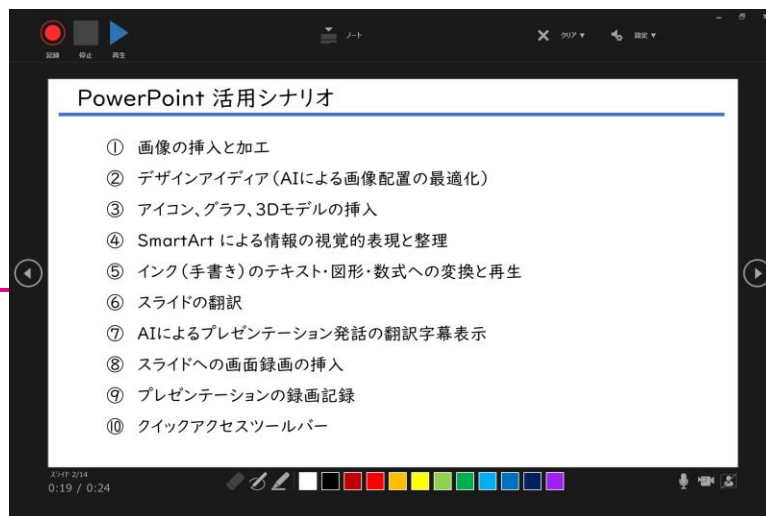 記録 停止 再生 ノート クリア 設定
PowerPoint 活用シナリオ
① 画像の挿入と加工
② デザインアイディア(AIによる画像配置の最適化)
③ アイコン、グラフ、3Dモデルの挿入
④ SmartArt による情報の視覚的表現と整理
⑤ インク(手書き)のテキスト・図形・数式への変換と再生
⑥ スライドの翻訳
⑦ AIによるプレゼンテーション発話の翻訳字幕表示
⑧ スライドへの画面録画の挿入
⑨ プレゼンテーションの録画記録
⑩ クイックアクセスツールバー
スライド 2/14
0:19 / 0:24